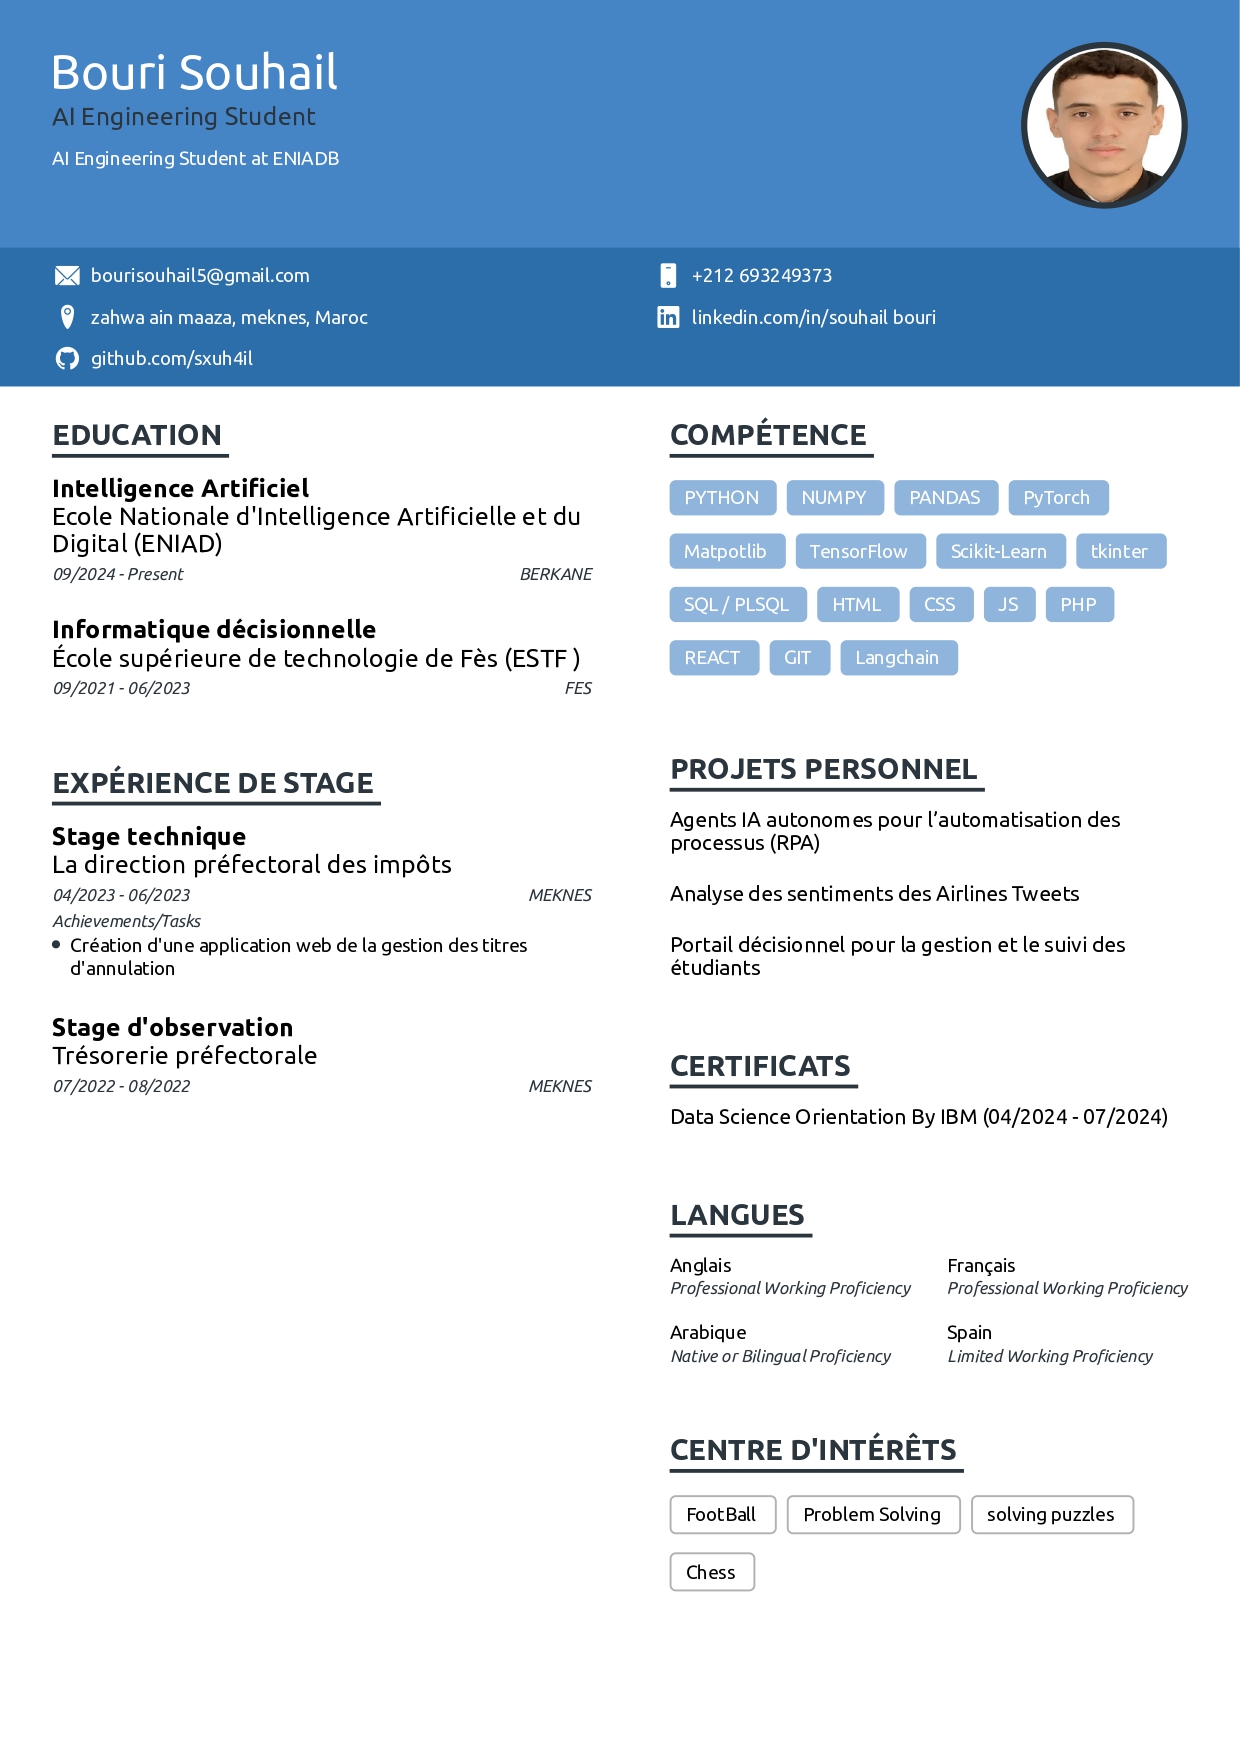 Bouri Souhail
AI Engineering Student
AI Engineering Student at ENIADB
bourisouhail5@gmail.com
+212 693249373
zahwa ain maaza, meknes, Maroc
linkedin.com/in/souhail bouri
github.com/sxuh4il
EDUCATION
Intelligence Artificiel
Ecole Nationale d'Intelligence Artificielle et du
Digital (ENIAD)
09/2024 - Present
BERKANE
Informatique décisionnelle
École supérieure de technologie de Fès (ESTF )
09/2021 - 06/2023
FES
EXPÉRIENCE DE STAGE
Stage technique
La direction préfectoral des impôts
04/2023 - 06/2023
MEKNES
Achievements/Tasks
Création d'une application web de la gestion des titres
d'annulation
Stage d'observation
Trésorerie préfectorale
07/2022 - 08/2022
MEKNES
COMPÉTENCE
PYTHON NUMPY PANDAS PyTorch
Matpotlib TensorFlow Scikit-Learn tkinter
SQL / PLSQL HTML CSS JS PHP
REACT GIT Langchain
PROJETS PERSONNEL
Agents IA autonomes pour l’automatisation des
processus (RPA)
Analyse des sentiments des Airlines Tweets
Portail décisionnel pour la gestion et le suivi des
étudiants
CERTIFICATS
Data Science Orientation By IBM (04/2024 - 07/2024)
LANGUES
Anglais
Professional Working Proficiency
Français
Professional Working Proficiency
Arabique
Native or Bilingual Proficiency
Spain
Limited Working Proficiency
CENTRE D'INTÉRÊTS
FootBall Problem Solving solving puzzles
Chess